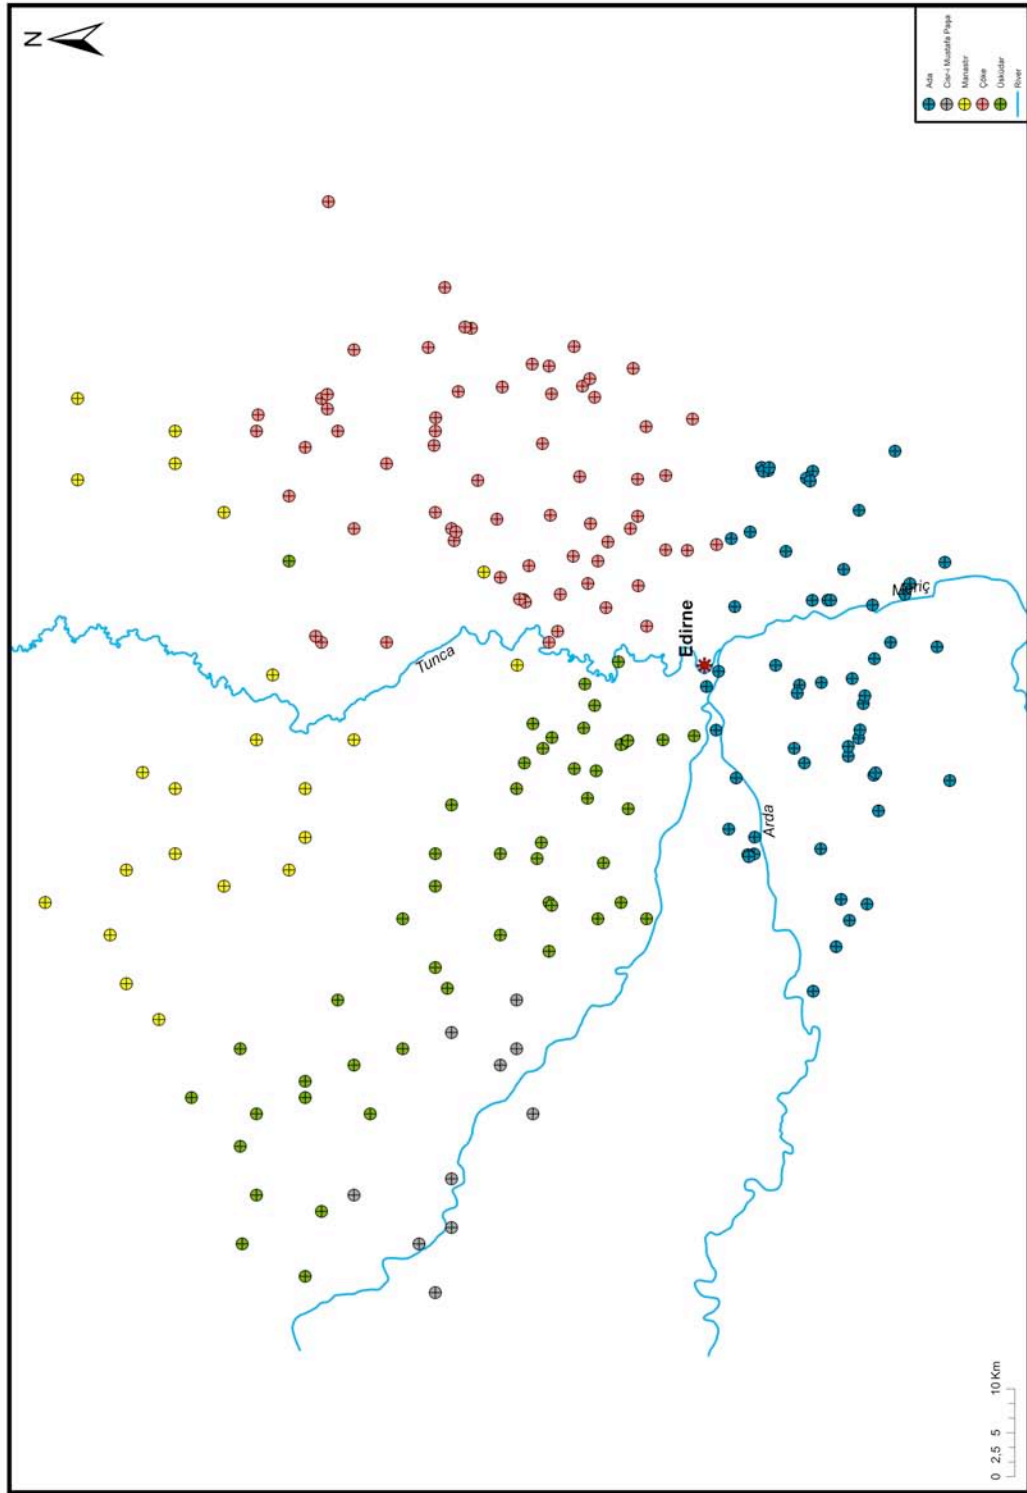 N
Ada
Cisr-i Mustafa Paşa
Manastır
Çöke
Üsküdar
River
Tunca
Edirne
Meriç
Arda
0 2,5 5 10 Km